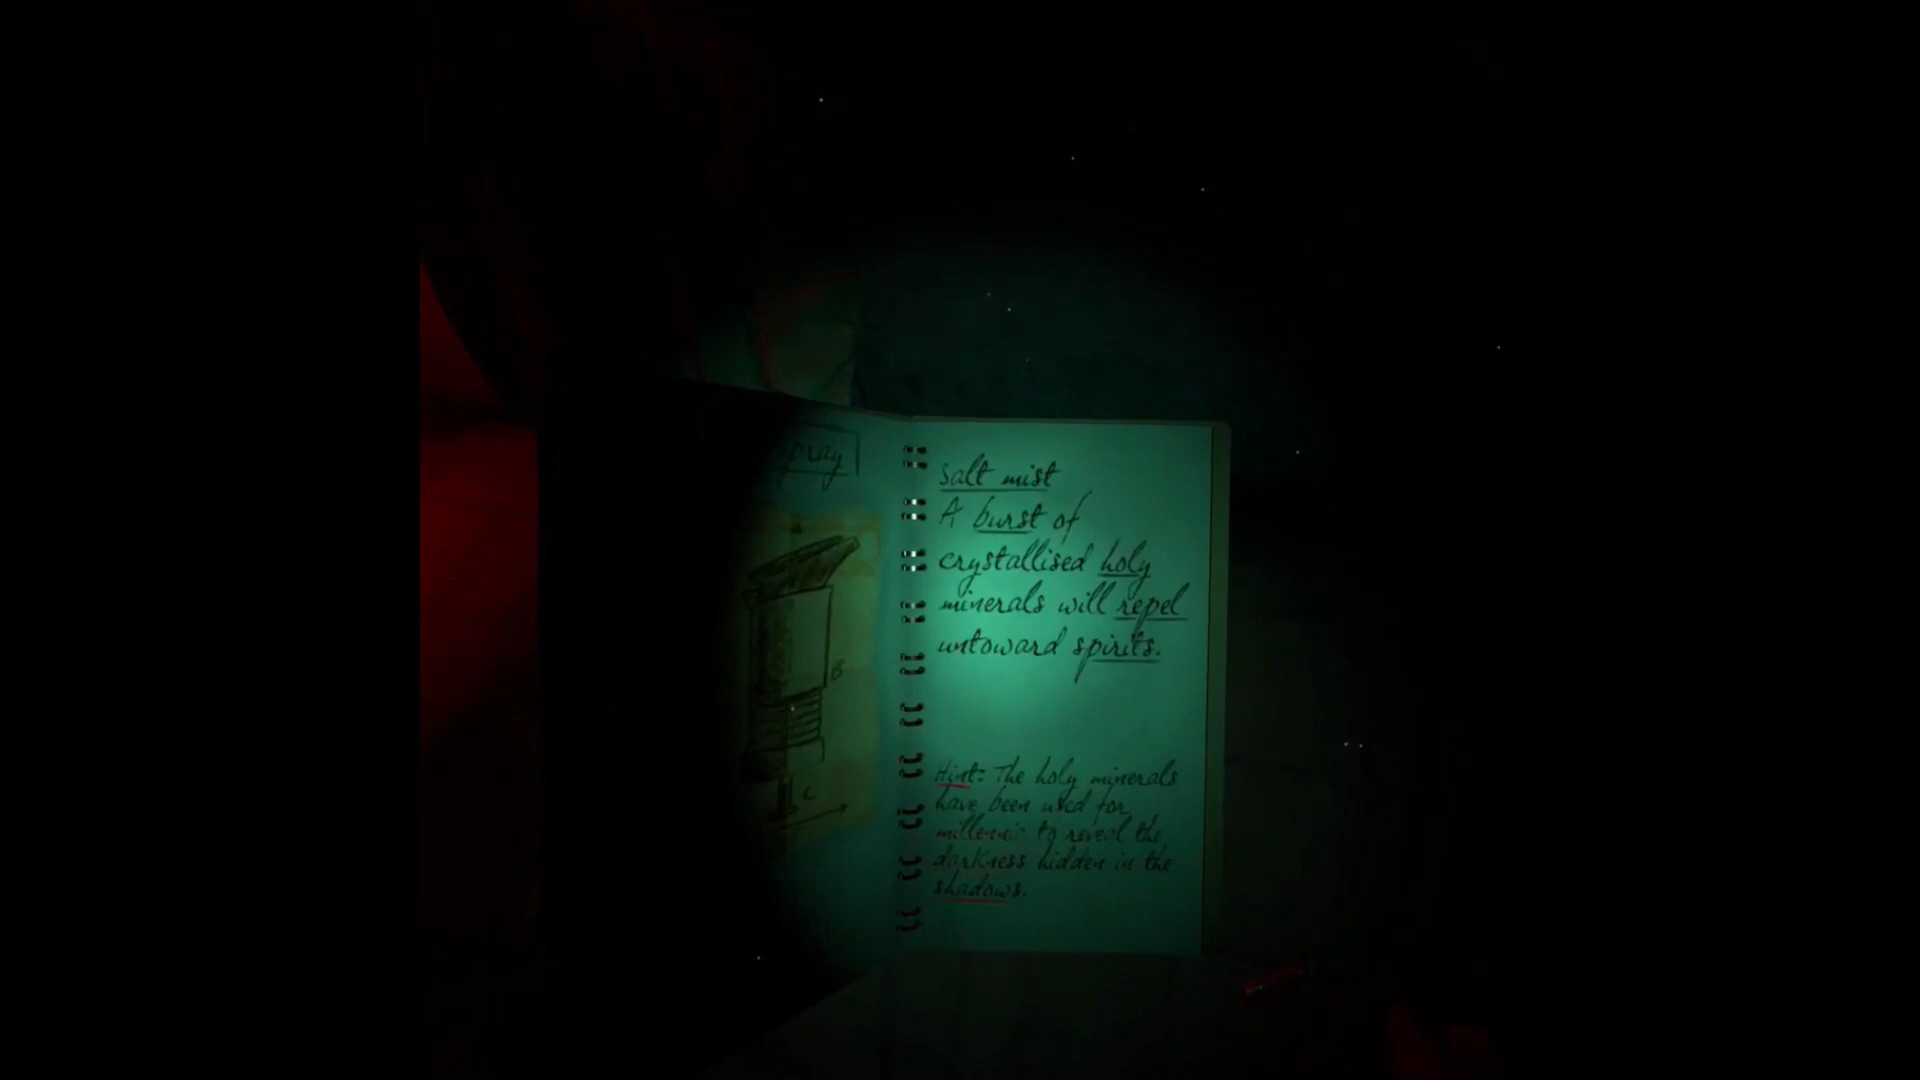 salt mist
A burst of
crystallised holy
minerals will repel
untoward spirits.
Hint: The holy minerals
have been used for
millennia to reveal the
darkness hidden in the
shadows.
B
C